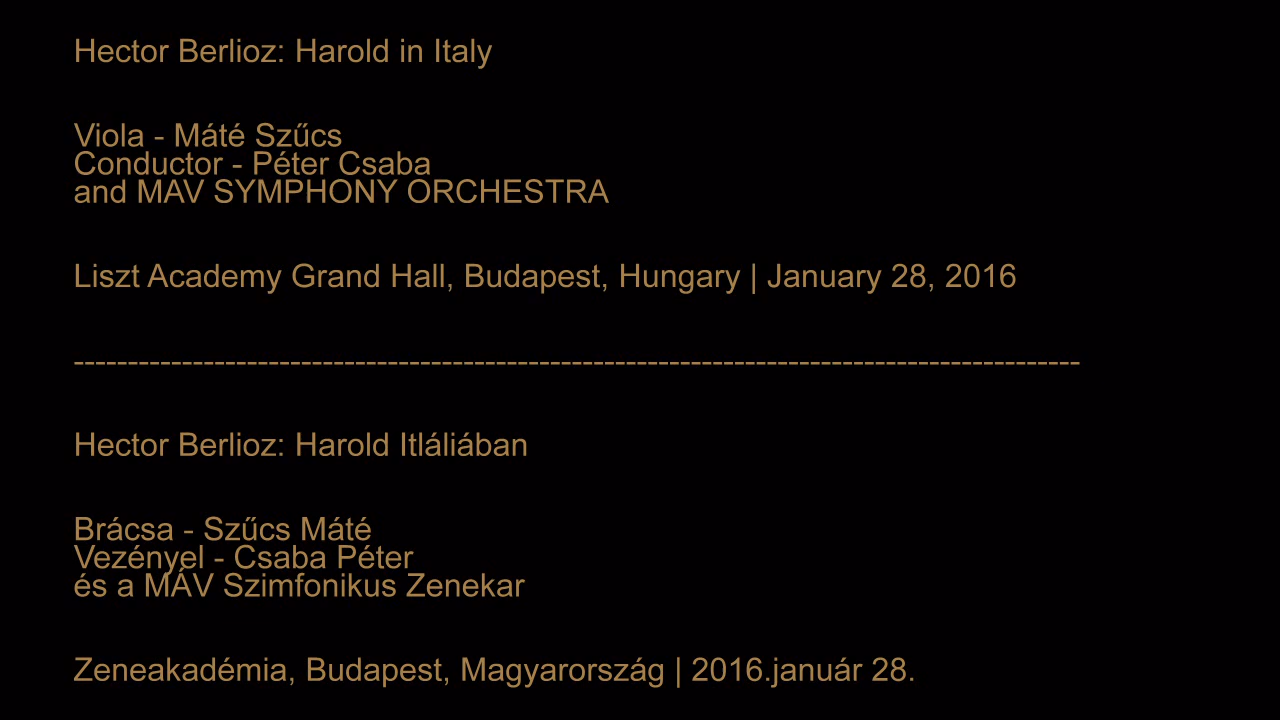 Hector Berlioz: Harold in Italy
Viola - Máté Szűcs
Conductor - Péter Csaba
and MAV SYMPHONY ORCHESTRA
Liszt Academy Grand Hall, Budapest, Hungary | January 28, 2016
---------------------------------------------------------------------------------------------
Hector Berlioz: Harold Itláliában
Brácsa - Szűcs Máté
Vezényel - Csaba Péter
és a MÁV Szimfonikus Zenekar
Zeneakadémia, Budapest, Magyarország | 2016.január 28.